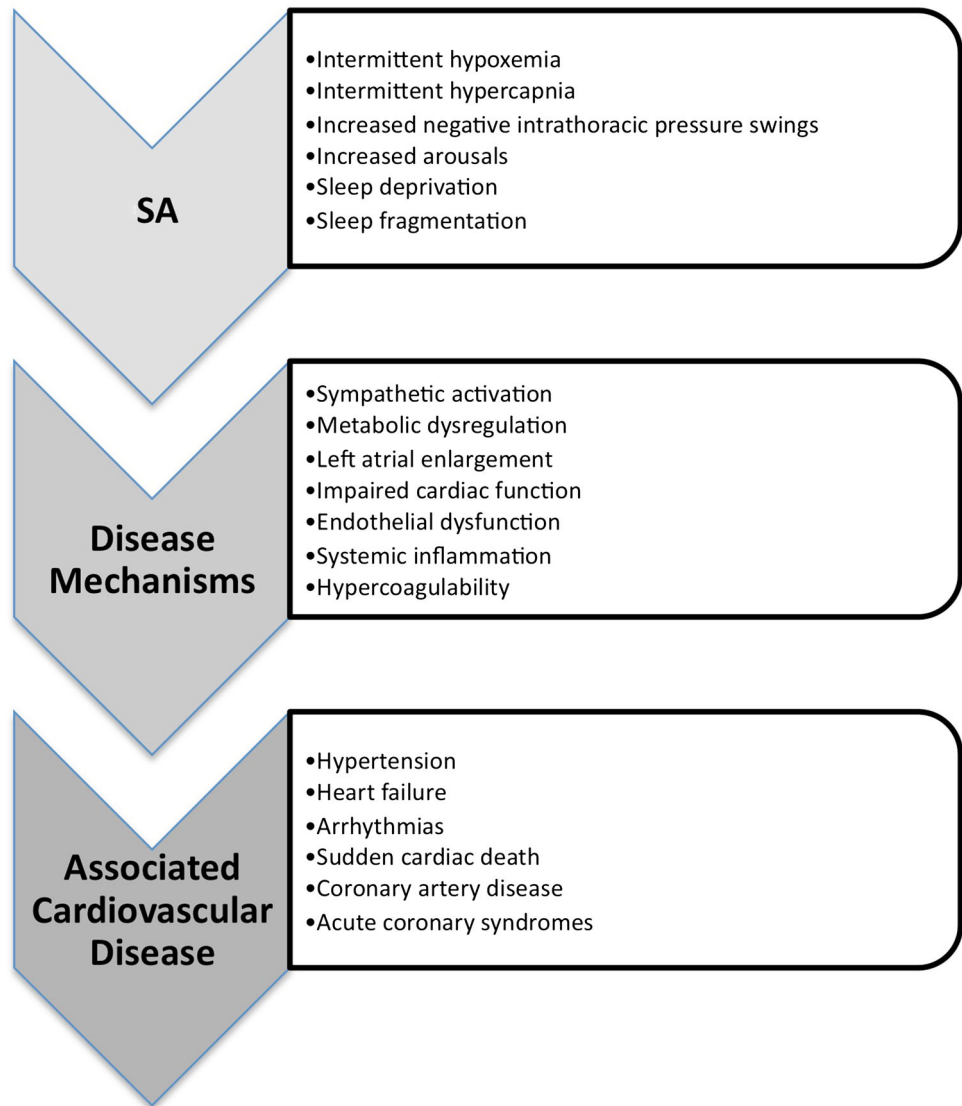 SA
•Intermittent hypoxemia
•Intermittent hypercapnia
•Increased negative intrathoracic pressure swings
•Increased arousals
•Sleep deprivation
•Sleep fragmentation
Disease
Mechanisms
•Sympathetic activation
•Metabolic dysregulation
•Left atrial enlargement
•Impaired cardiac function
•Endothelial dysfunction
•Systemic inflammation
•Hypercoagulability
Associated
Cardiovascular
Disease
•Hypertension
•Heart failure
•Arrhythmias
•Sudden cardiac death
•Coronary artery disease
•Acute coronary syndromes